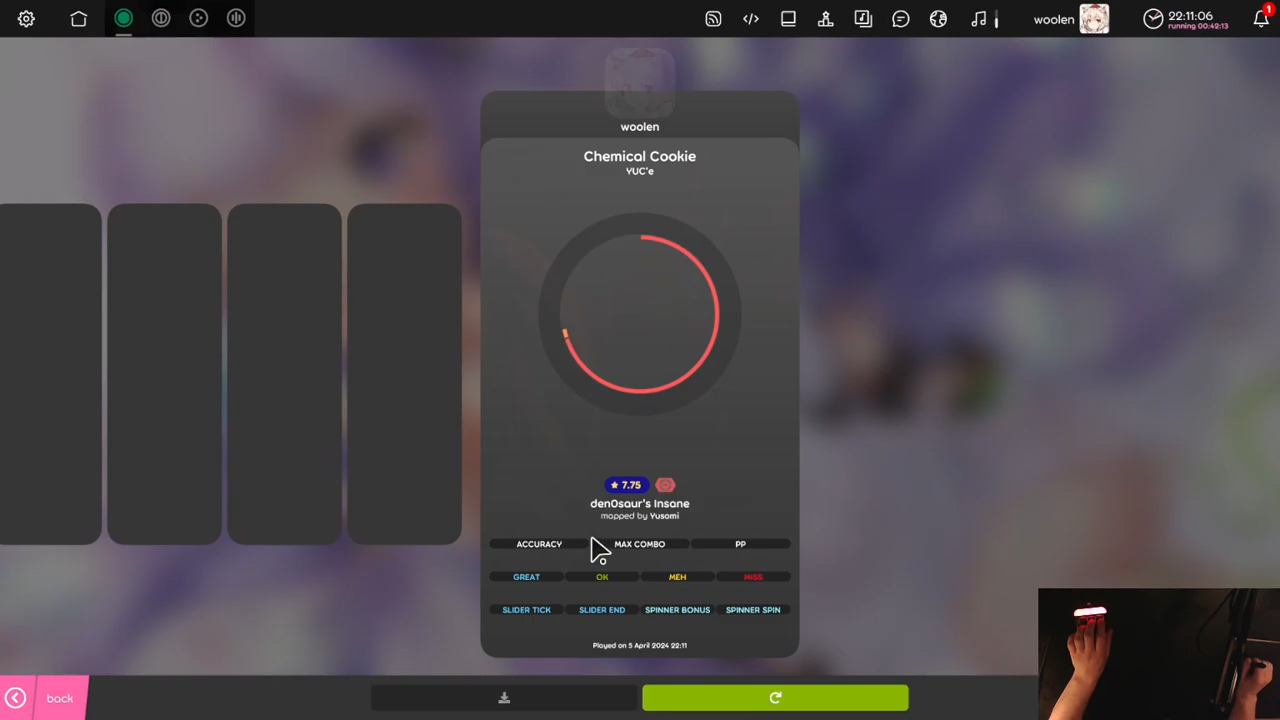 woolen
22:11:06
running 00:42:13
1
woolen
Chemical Cookie
YUC'e
7.75
den0saur's Insane
mapped by Yusomi
ACCURACY
MAX COMBO
PP
GREAT
OK
MEH
MISS
SLIDER TICK
SLIDER END
SPINNER BONUS
SPINNER SPIN
Played on 5 April 2024 22:11
back